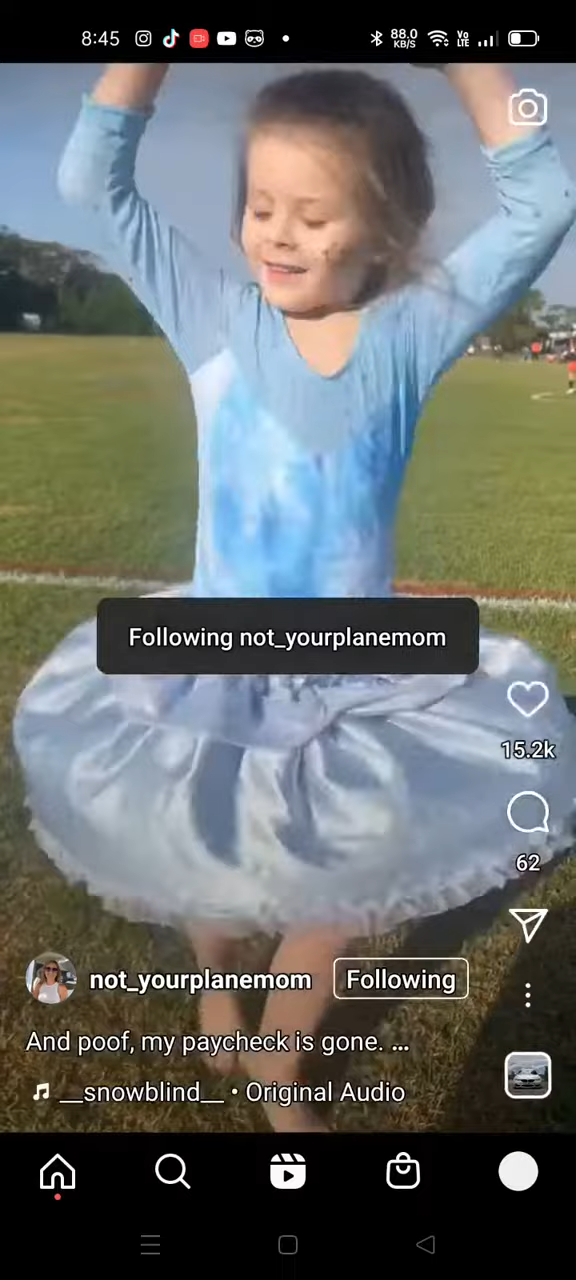 8:45 88.0 KB/S Vo LTE
Following not_yourplanemom
15.2k
62
not_yourplanemom Following
And poof, my paycheck is gone. ...
__snowblind__ • Original Audio